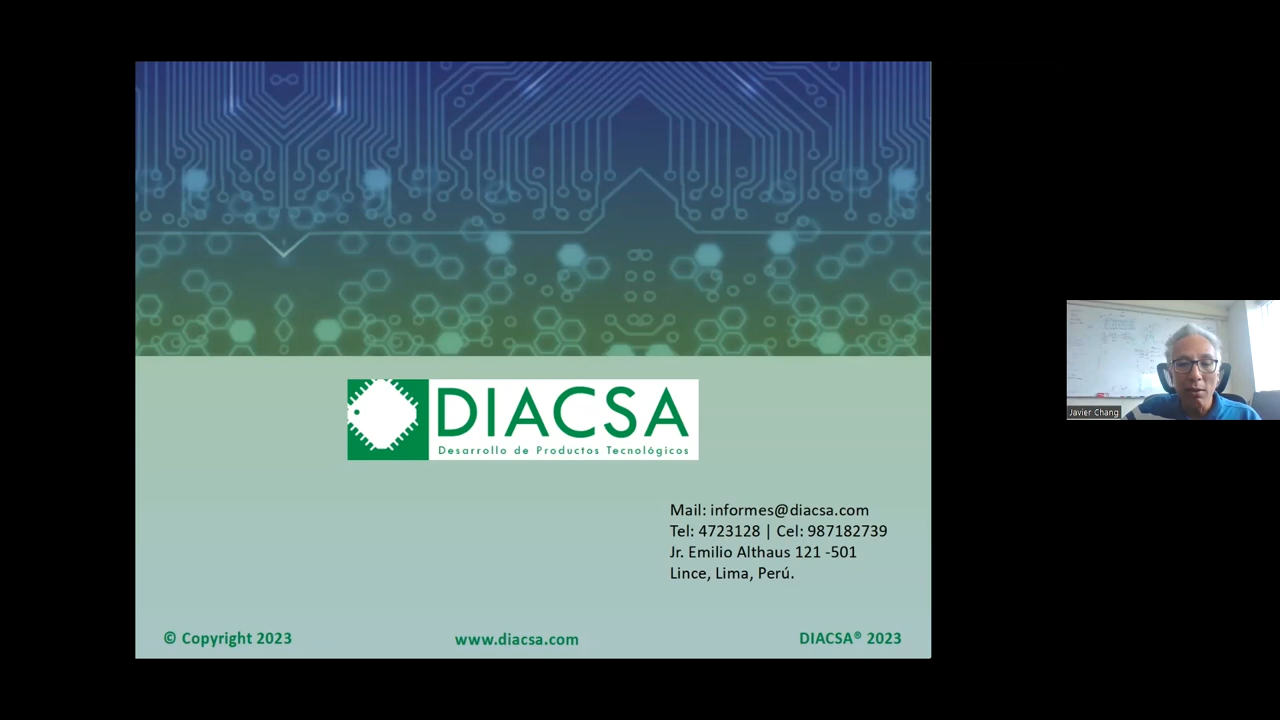 DIACSA
Desarrollo de Productos Tecnológicos
Mail: informes@diacsa.com
Tel: 4723128 | Cel: 987182739
Jr. Emilio Althaus 121 -501
Lince, Lima, Perú.
© Copyright 2023
www.diacsa.com
DIACSA® 2023
Javier Chang